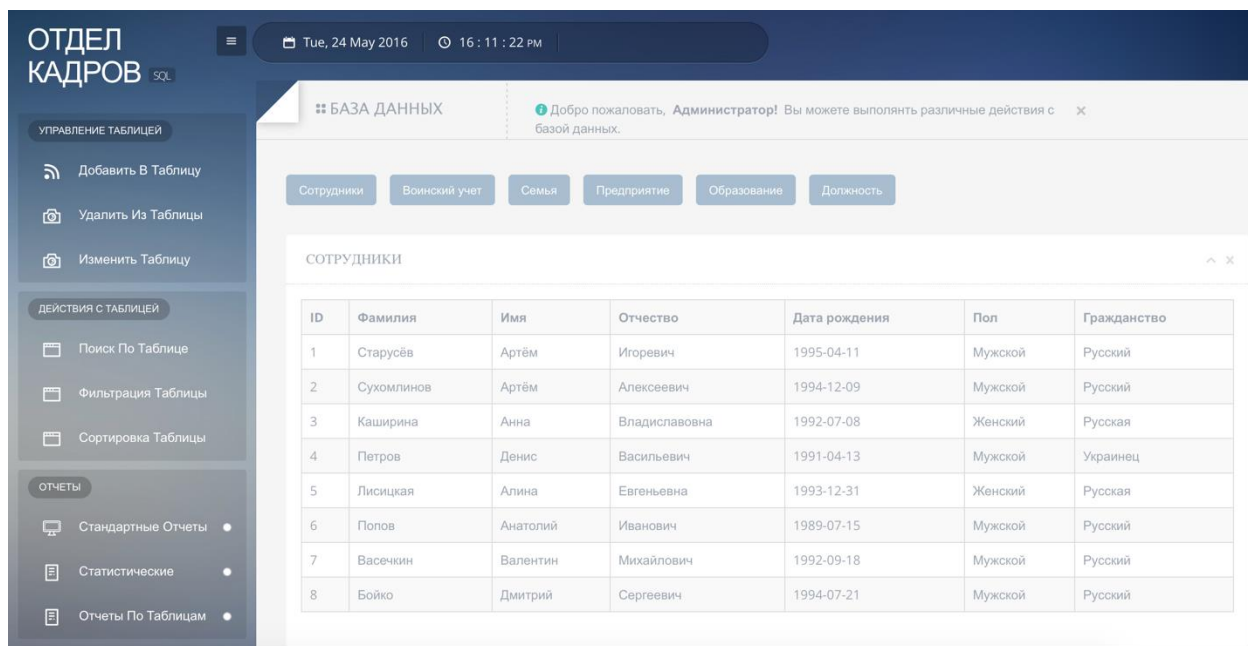 ОТДЕЛ
КАДРОВ SQL
Tue, 24 May 2016 16 : 11 : 22 PM
УПРАВЛЕНИЕ ТАБЛИЦЕЙ
Добавить В Таблицу
Удалить Из Таблицы
Изменить Таблицу
ДЕЙСТВИЯ С ТАБЛИЦЕЙ
Поиск По Таблице
Фильтрация Таблицы
Сортировка Таблицы
ОТЧЕТЫ
Стандартные Отчеты
Статистические
Отчеты По Таблицам
БАЗА ДАННЫХ
Добро пожаловать, Администратор! Вы можете выполянть различные действия с
базой данных.
Сотрудники Воинский учет Семья Предприятие Образование Должность
СОТРУДНИКИ
ID Фамилия Имя Отчество Дата рождения Пол Гражданство
1 Старусёв Артём Игоревич 1995-04-11 Мужской Русский
2 Сухомлинов Артём Алексеевич 1994-12-09 Мужской Русский
3 Каширина Анна Владиславовна 1992-07-08 Женский Русская
4 Петров Денис Васильевич 1991-04-13 Мужской Украинец
5 Лисицкая Алина Евгеньевна 1993-12-31 Женский Русская
6 Попов Анатолий Иванович 1989-07-15 Мужской Русский
7 Васечкин Валентин Михайлович 1992-09-18 Мужской Русский
8 Бойко Дмитрий Сергеевич 1994-07-21 Мужской Русский